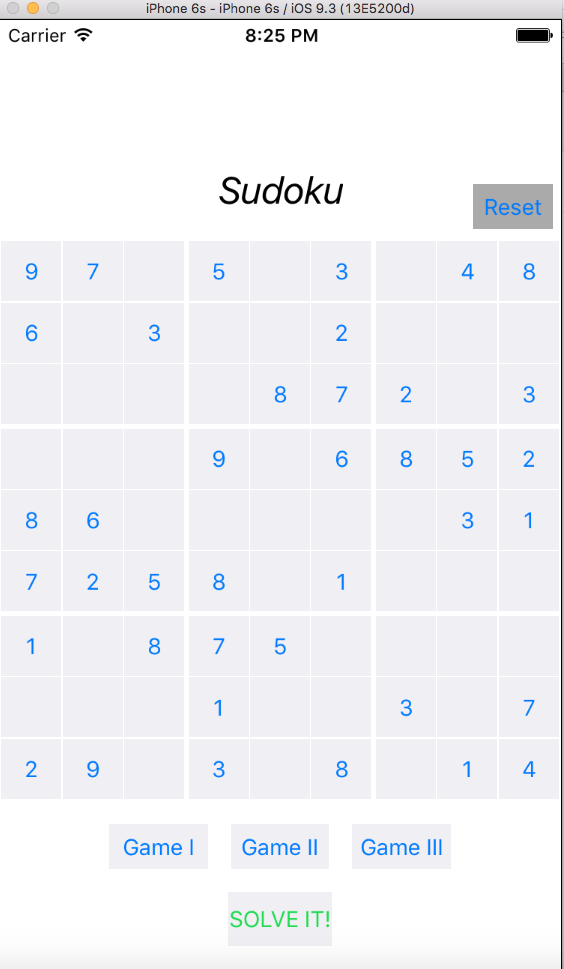 iPhone 6s - iPhone 6s / iOS 9.3 (13E5200d)
Carrier 8:25 PM
Sudoku
Reset
9 7 5 3 4 8
6 3 2
8 7 2 3
9 6 8 5 2
8 6 3 1
7 2 5 8 1
1 8 7 5
1 3 7
2 9 3 8 1 4
Game I Game II Game III
SOLVE IT!